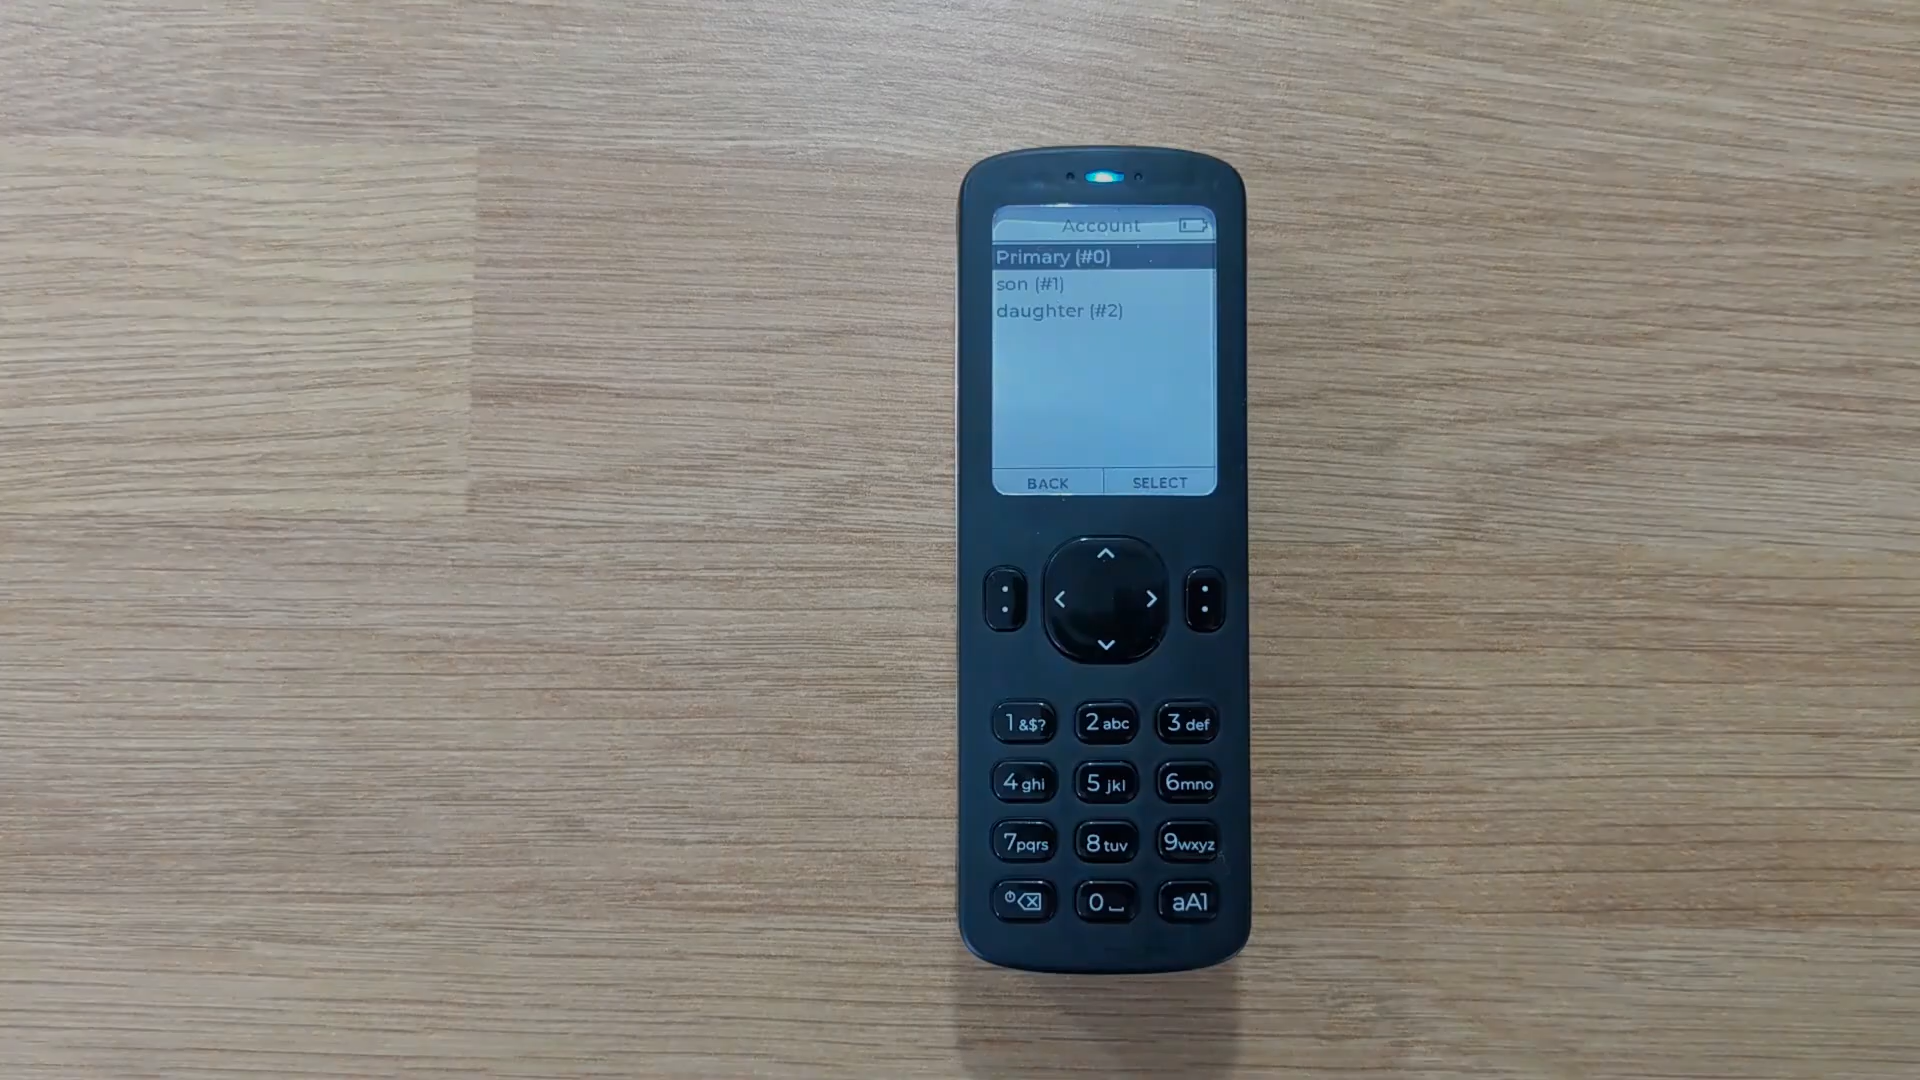 Account
Primary (#0)
son (#1)
daughter (#2)
BACK SELECT
1 &$? 2 abc 3 def
4 ghi 5 jkl 6 mno
7 pqrs 8 tuv 9 wxyz
0 aA1